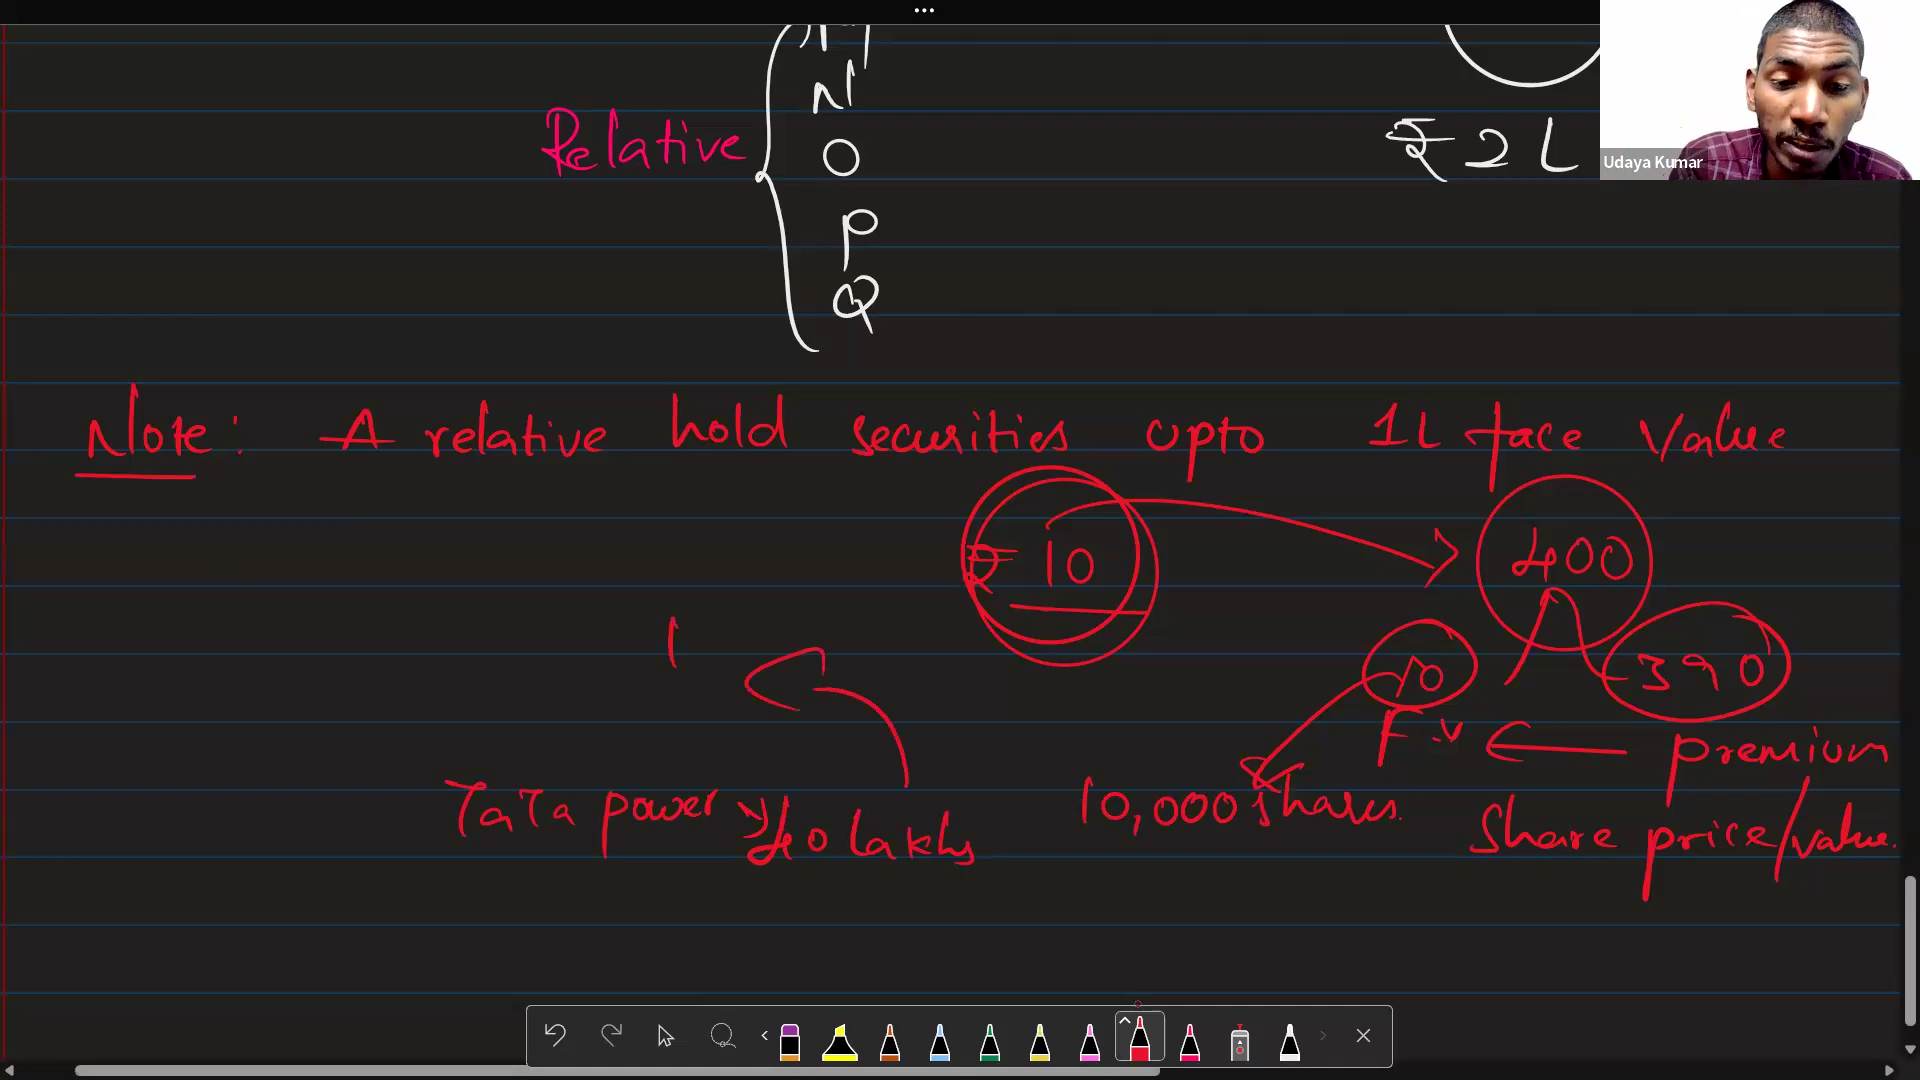 N
Relative
O
₹ 2 L
Udaya Kumar
P
Q
Note: A relative hold securities upto 1L face value
₹ 10
400
10
390
F.V
premium
TaTa power
40 lakhs
10,000 shares.
Share price/value.